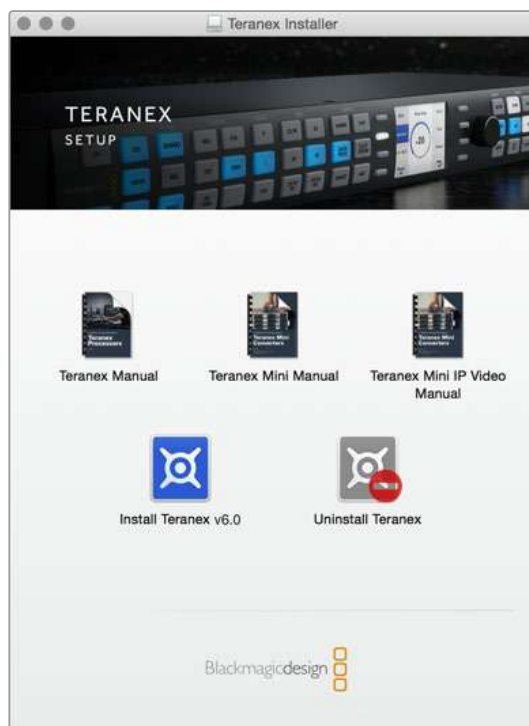 Teranex Installer
TERANEX
SETUP
Teranex Manual
Teranex Mini Manual
Teranex Mini IP Video
Manual
Install Teranex v6.0
Uninstall Teranex
Blackmagicdesign